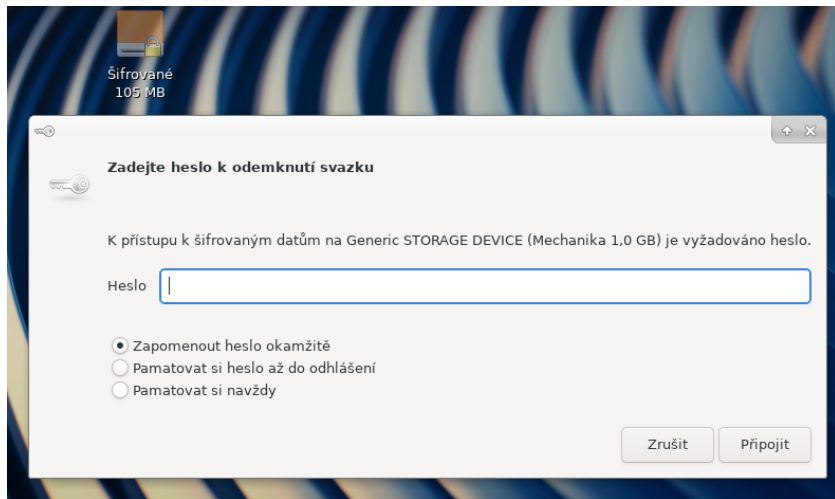 Šifrované
105 MB
Zadejte heslo k odemknutí svazku
K přístupu k šifrovaným datům na Generic STORAGE DEVICE (Mechanika 1,0 GB) je vyžadováno heslo.
Heslo
Zapomenout heslo okamžitě
Pamatovat si heslo až do odhlášení
Pamatovat si navždy
Zrušit Připojit